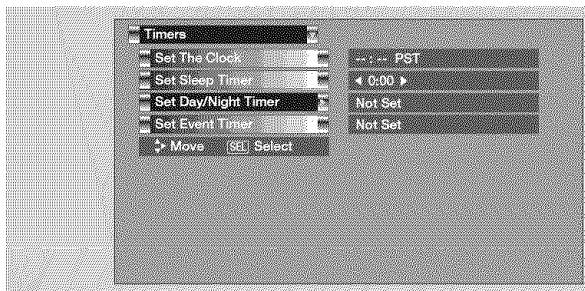 Timers
Set The Clock -- : -- PST
Set Sleep Timer ◀ 0:00 ▶
Set Day/Night Timer Not Set
Set Event Timer Not Set
Move SEL Select